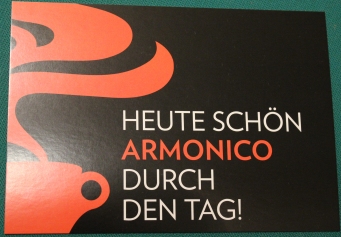 HEUTE SCHÖN
ARMONICO
DURCH
DEN TAG!